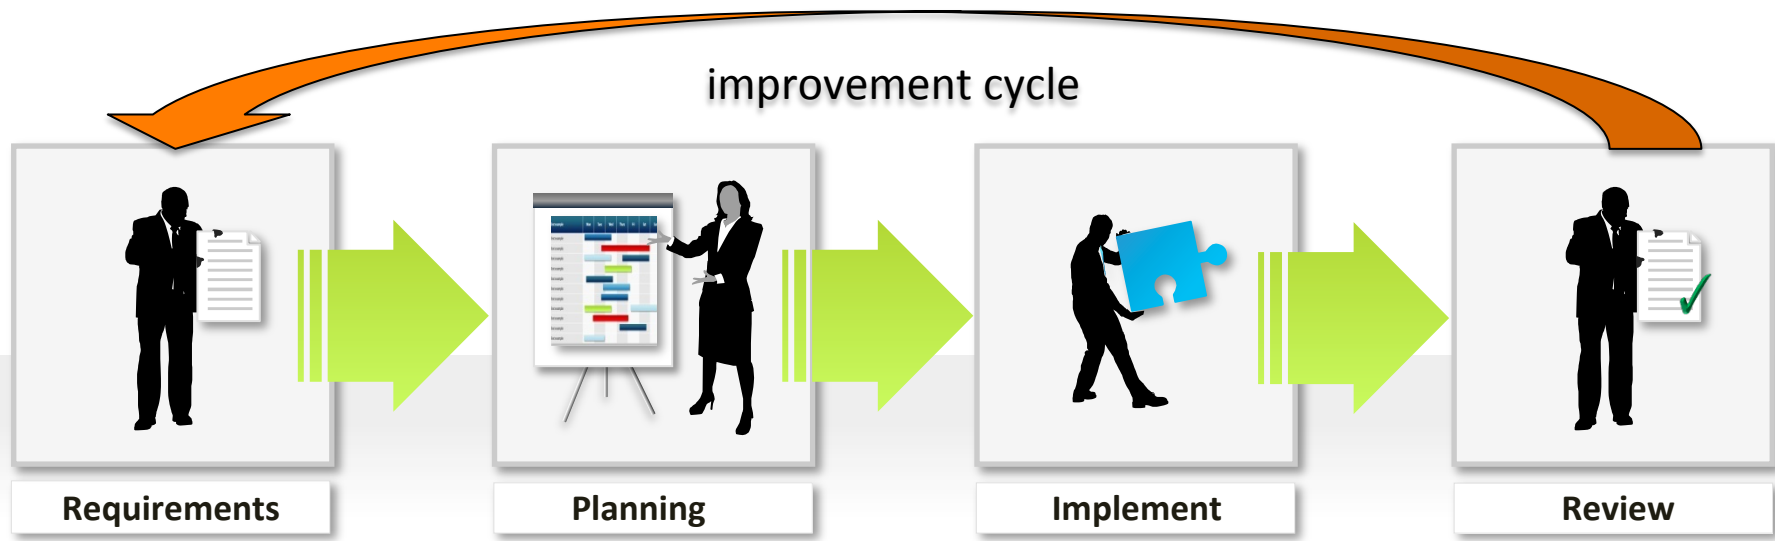 improvement cycle
Requirements
Planning
Implement
Review